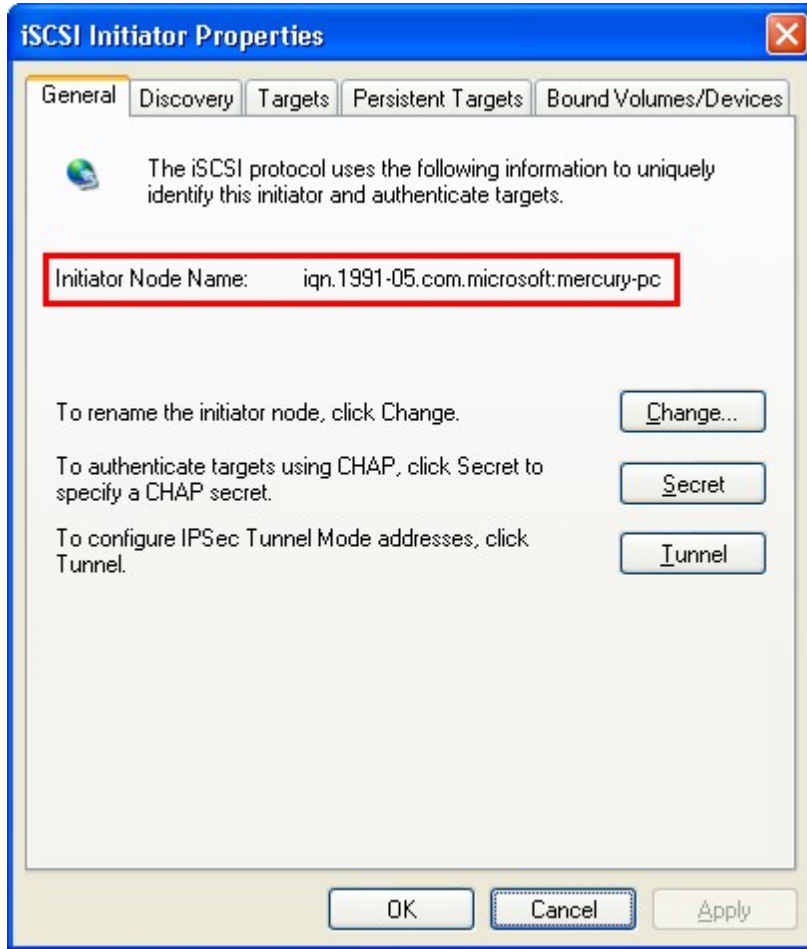 iSCSI Initiator Properties
General Discovery Targets Persistent Targets Bound Volumes/Devices
The iSCSI protocol uses the following information to uniquely
identify this initiator and authenticate targets.
Initiator Node Name: iqn.1991-05.com.microsoft:mercury-pc
To rename the initiator node, click Change.
Change...
To authenticate targets using CHAP, click Secret to
specify a CHAP secret.
Secret
To configure IPSec Tunnel Mode addresses, click
Tunnel.
Tunnel
OK Cancel Apply